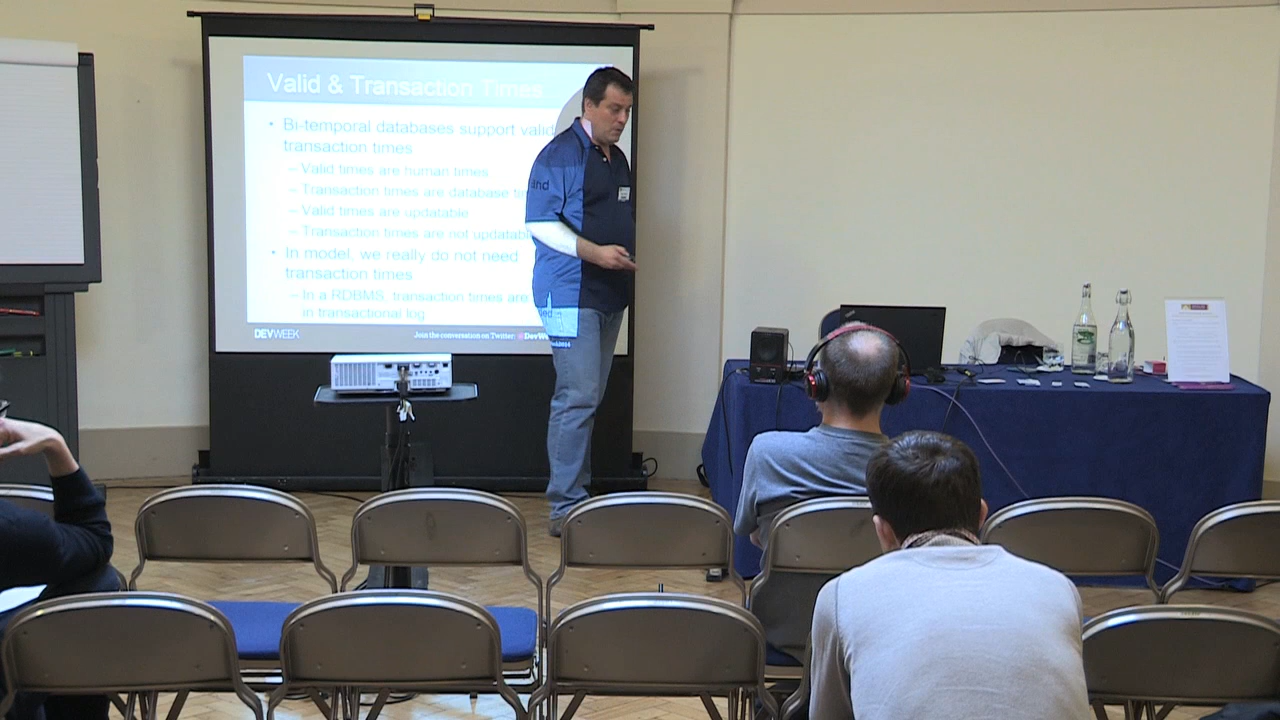 Valid & Transaction Times
• Bi-temporal databases support valid
transaction times
– Valid times are human times
– Transaction times are database
– Valid times are updatable
– Transaction times are not updatable
• In model, we really do not need
transaction times
– In a RDBMS, transaction times are
in transactional log.
DEVWEEK
Join the conversation on Twitter: